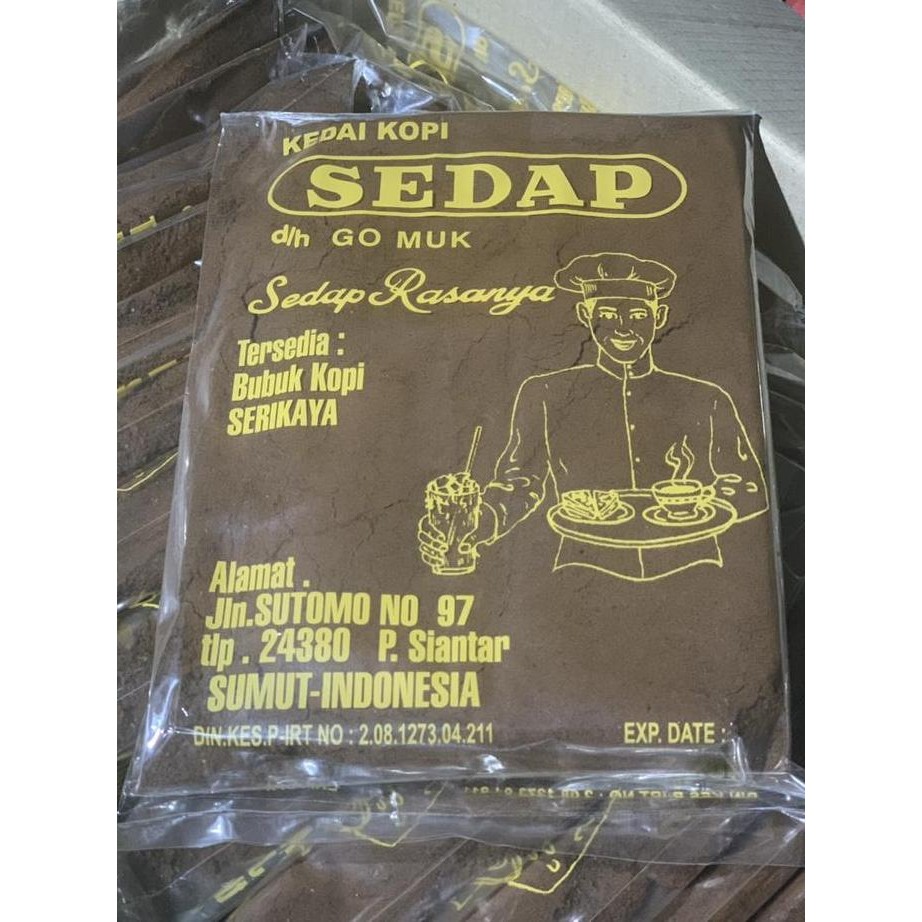 KEDAI KOPI
SEDAP
d/h GO MUK
Sedap Rasanya
Tersedia :
Bubuk Kopi
SERIKAYA
Alamat .
Jln.SUTOMO NO 97
tlp . 24380 P. Siantar
SUMUT-INDONESIA
DIN.KES.P-IRT NO : 2.08.1273.04.211 EXP. DATE :